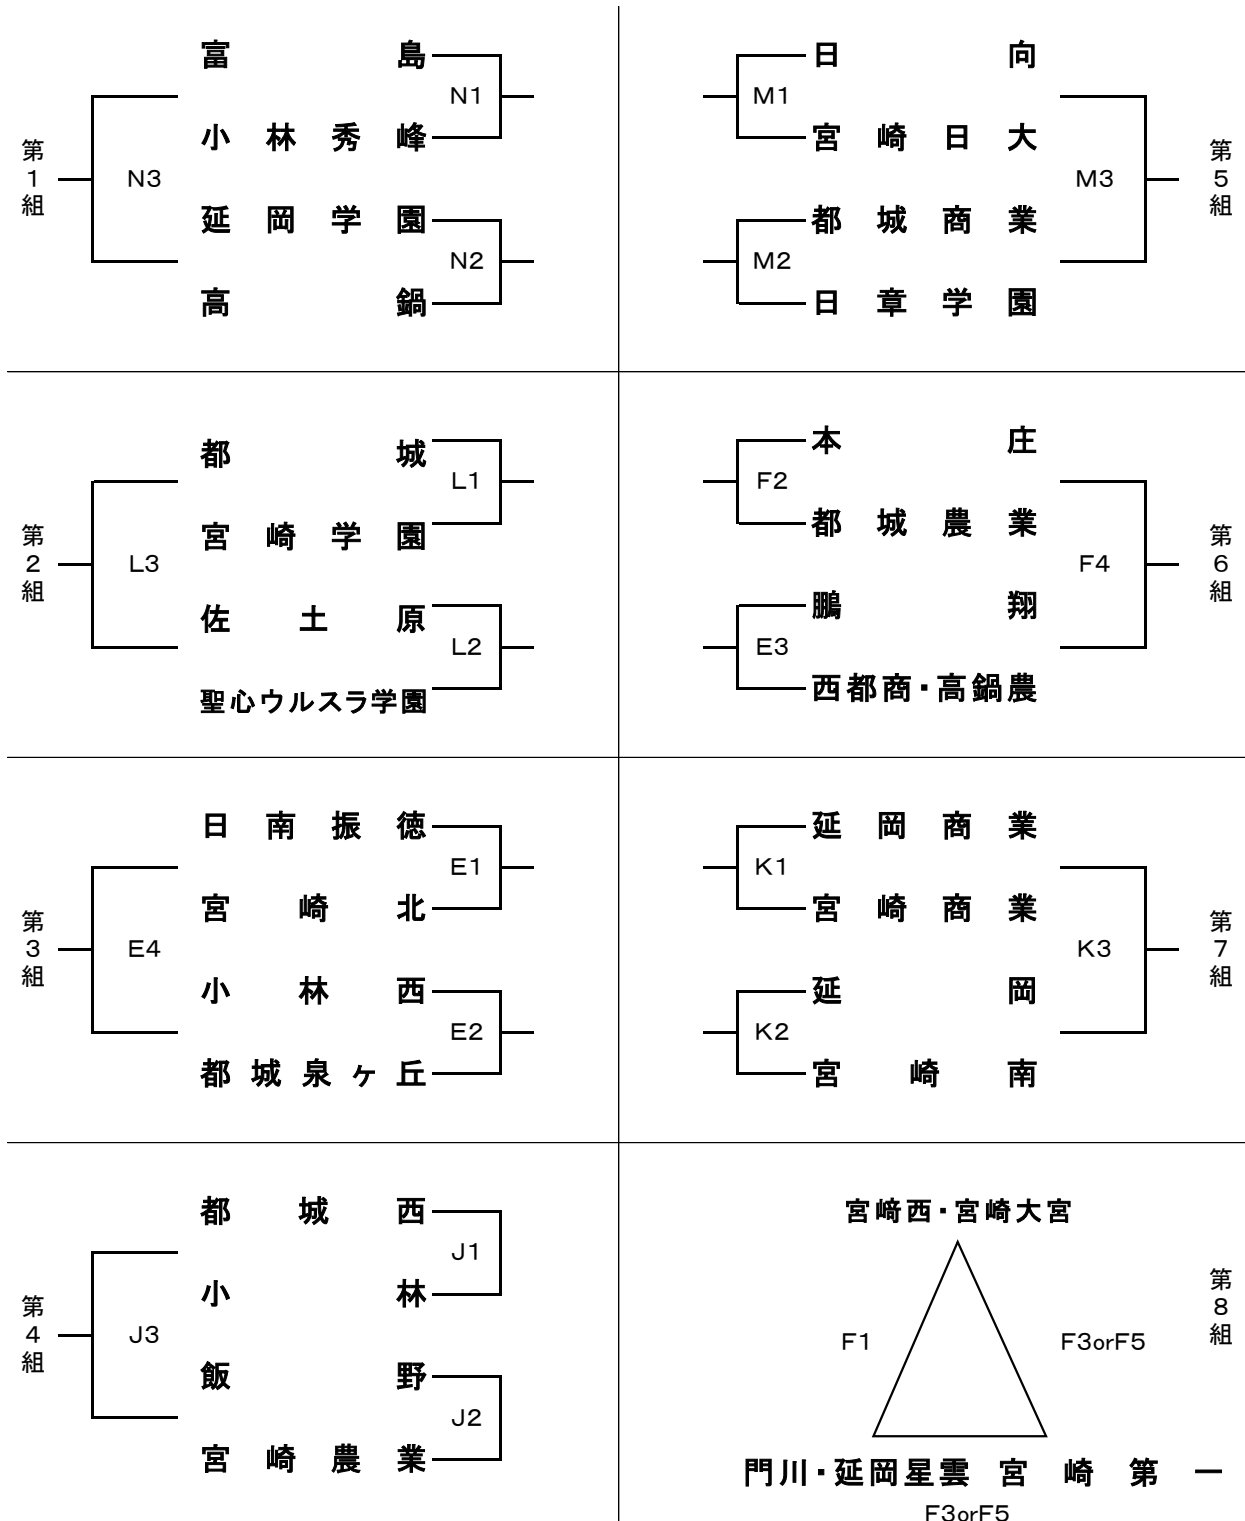 第1組
N3
富島
小林秀峰
N1
延岡学園
高鍋
N2
日向
宮崎日大
M1
都城商業
日章学園
M2
M3
第5組
第2組
L3
都城
宮崎学園
L1
佐土原
聖心ウルスラ学園
L2
本庄
都城農業
F2
鵬翔
西都商・高鍋農
E3
F4
第6組
第3組
E4
日南振徳
宮崎北
E1
小林西
都城泉ヶ丘
E2
延岡商業
宮崎商業
K1
延岡
宮崎南
K2
K3
第7組
第4組
J3
都城西
小林
J1
飯野
宮崎農業
J2
宮﨑西・宮崎大宮
F1
F3orF5
門川・延岡星雲 宮崎第一
F3orF5
第8組